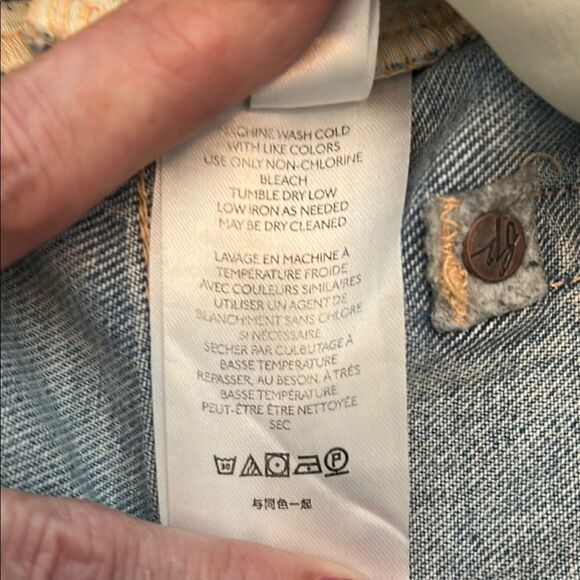 MACHINE WASH COLD
WITH LIKE COLORS
USE ONLY NON-CHLORINE
BLEACH
TUMBLE DRY LOW
LOW IRON AS NEEDED
MAY BE DRY CLEANED
LAVAGE EN MACHINE À
TEMPÉRATURE FROIDE
AVEC COULEURS SIMILAIRES
UTILISER UN AGENT DE
BLANCHIMENT SANS CHLORE
SI NÉCESSAIRE
SECHER PAR CULBUTAGE À
BASSE TEMPÉRATURE
REPASSER, AU BESOIN, À TRÈS
BASSE TEMPÉRATURE
PEUT-ÊTRE ÊTRE NETTOYÉE
SEC
30 P
与同色一起